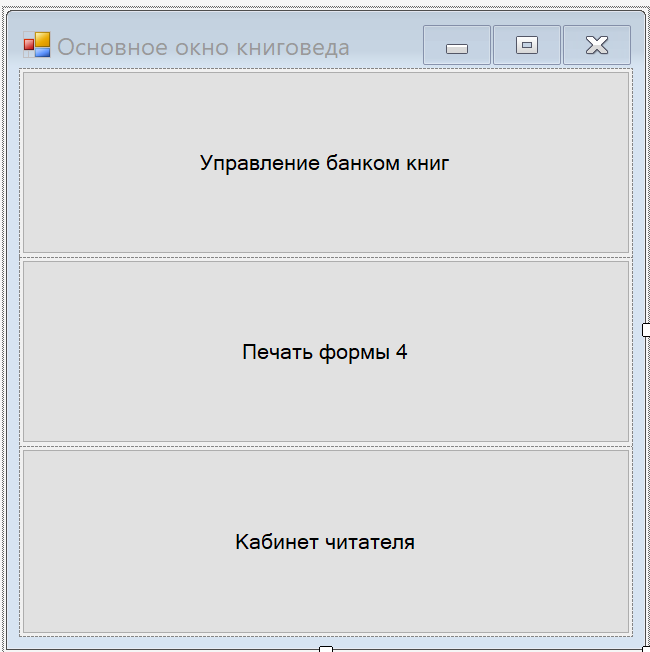 Основное окно книговеда
Управление банком книг
Печать формы 4
Кабинет читателя